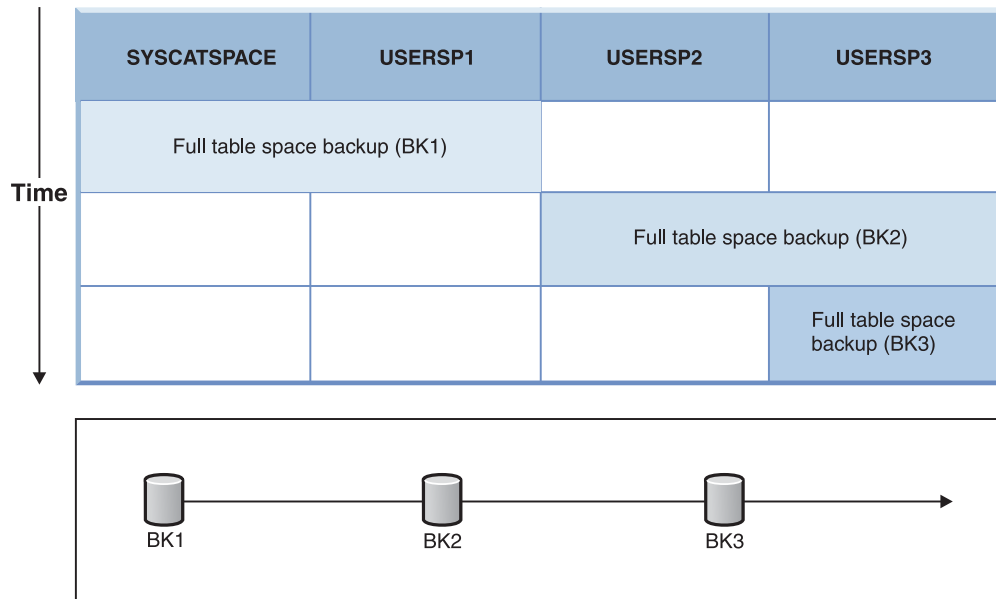 SYSCATSPACE
USERSP1
USERSP2
USERSP3
Full table space backup (BK1)
Time
Full table space backup (BK2)
Full table space
backup (BK3)
BK1
BK2
BK3